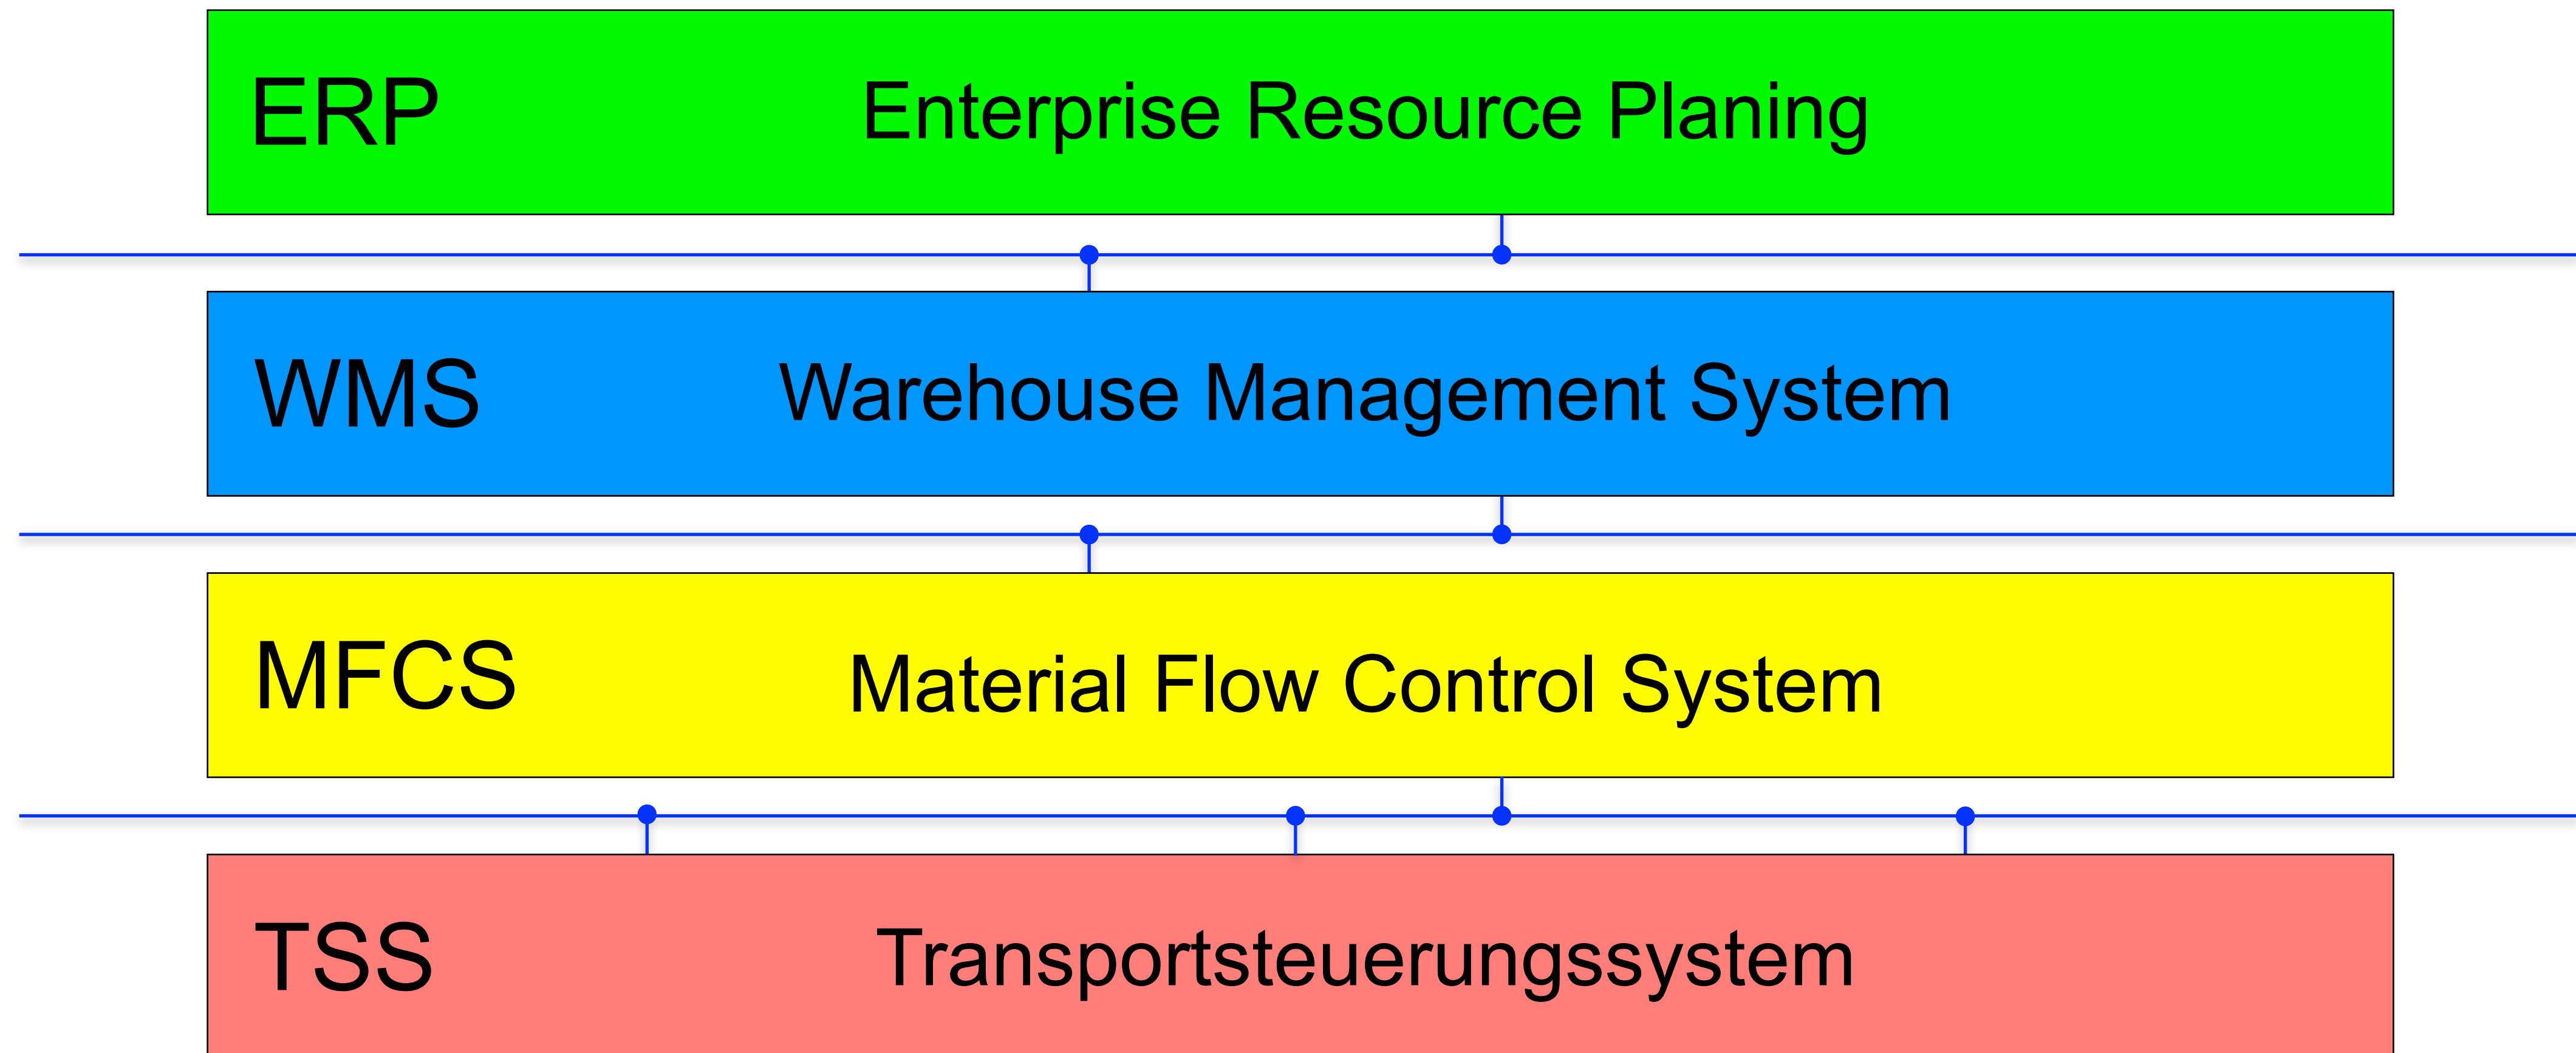 ERP Enterprise Resource Planing
WMS Warehouse Management System
MFCS Material Flow Control System
TSS Transportsteuerungssystem